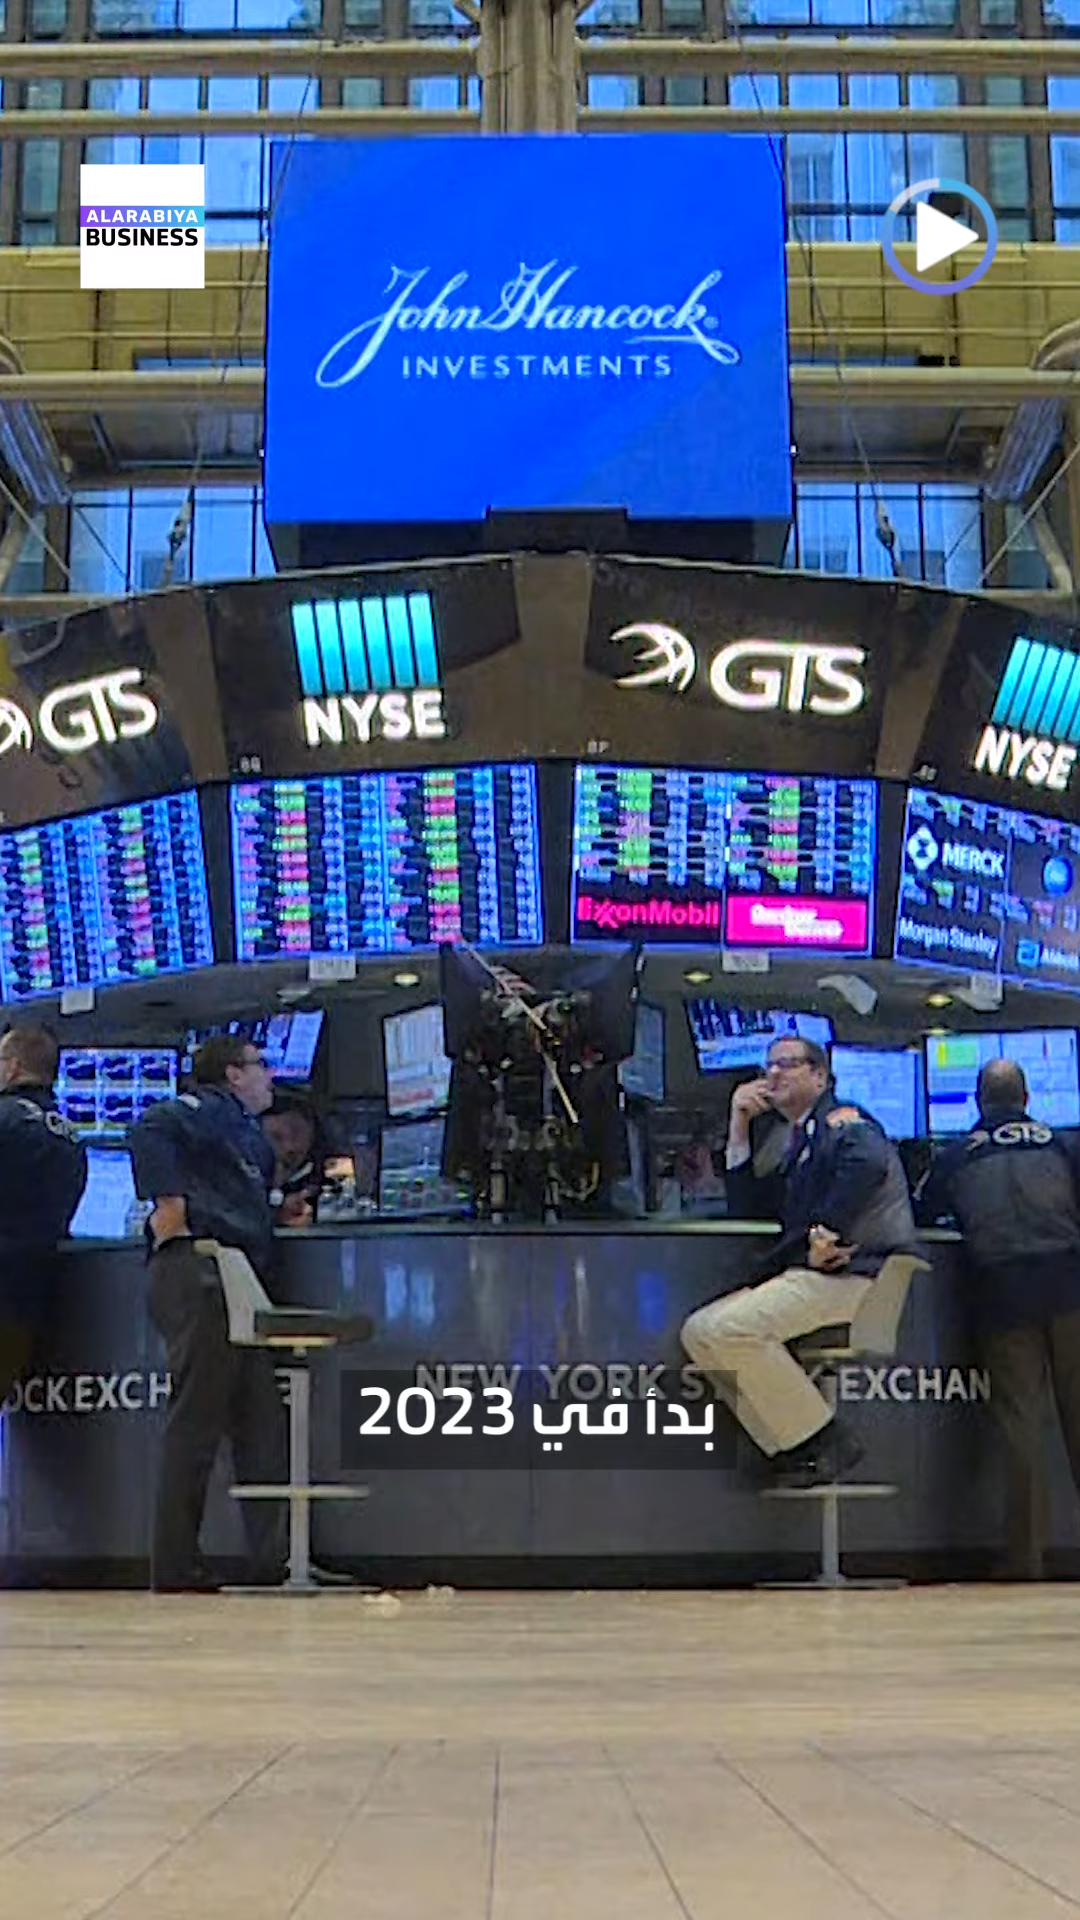 ALARABIYA
BUSINESS
John Hancock
INVESTMENTS
GTS
NYSE
GTS
NYSE
MERCK
ExxonMobil
Morgan Stanley
GTS
NEW YORK
EXCHAN
OCK EXCH
بدأ في 2023